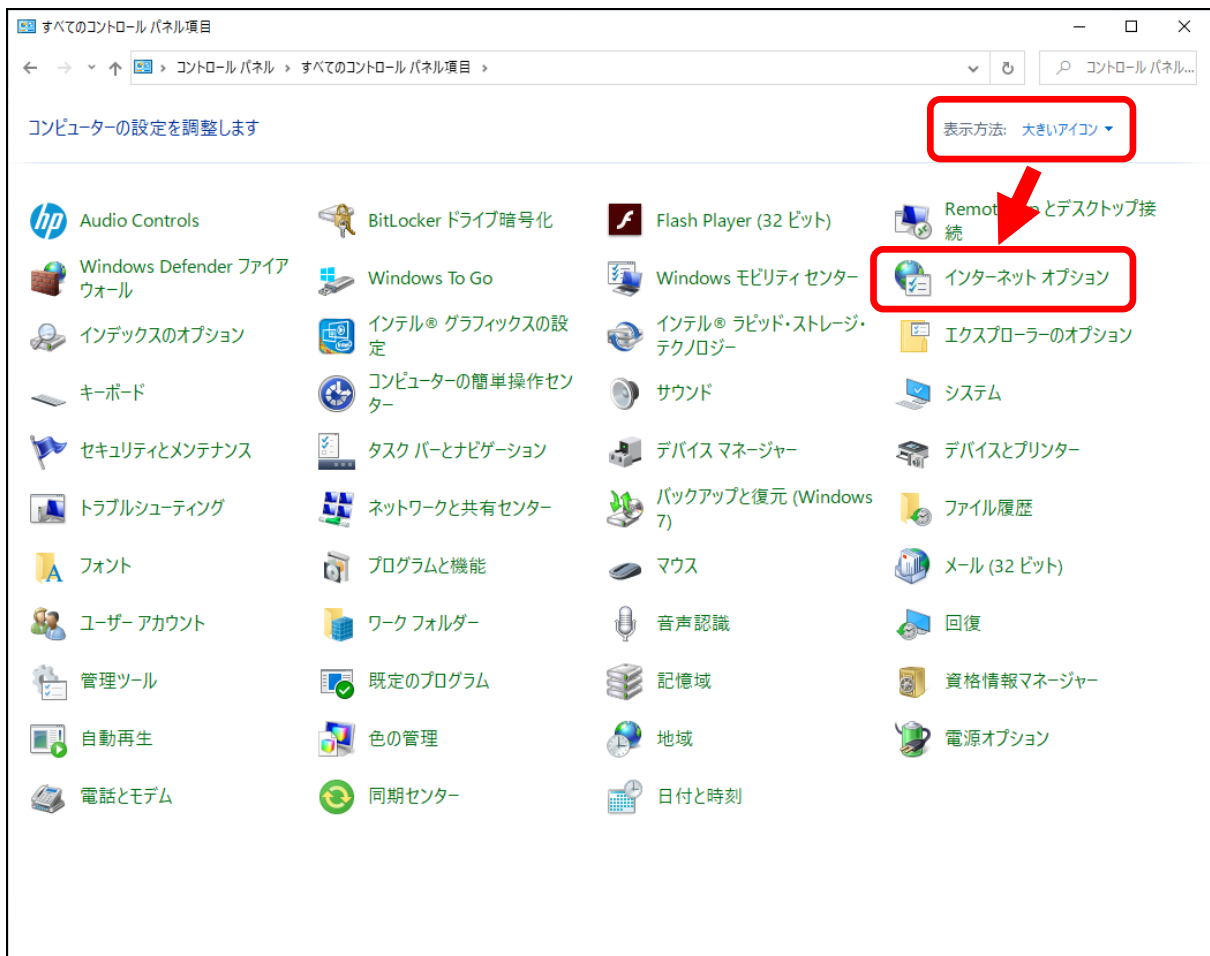 すべてのコントロール パネル項目
コントロール パネル › すべてのコントロール パネル項目 ›
コントロール パネル...
コンピューターの設定を調整します
表示方法: 大きいアイコン
hp
Audio Controls
BitLocker ドライブ暗号化
Flash Player (32 ビット)
とデスクトップ接
続
Windows Defender ファイア
ウォール
Windows To Go
Windows モビリティ センター
インターネット オプション
インデックスのオプション
インテル® グラフィックスの設
定
インテル® ラピッド・ストレージ・
テクノロジー
エクスプローラーのオプション
キーボード
コンピューターの簡単操作セン
ター
サウンド
システム
セキュリティとメンテナンス
タスク バーとナビゲーション
デバイス マネージャー
デバイスとプリンター
トラブルシューティング
ネットワークと共有センター
バックアップと復元 (Windows
7)
ファイル履歴
フォント
プログラムと機能
マウス
メール (32 ビット)
ユーザー アカウント
ワーク フォルダー
音声認識
回復
管理ツール
既定のプログラム
記憶域
資格情報マネージャー
自動再生
色の管理
地域
電源オプション
電話とモデム
同期センター
日付と時刻